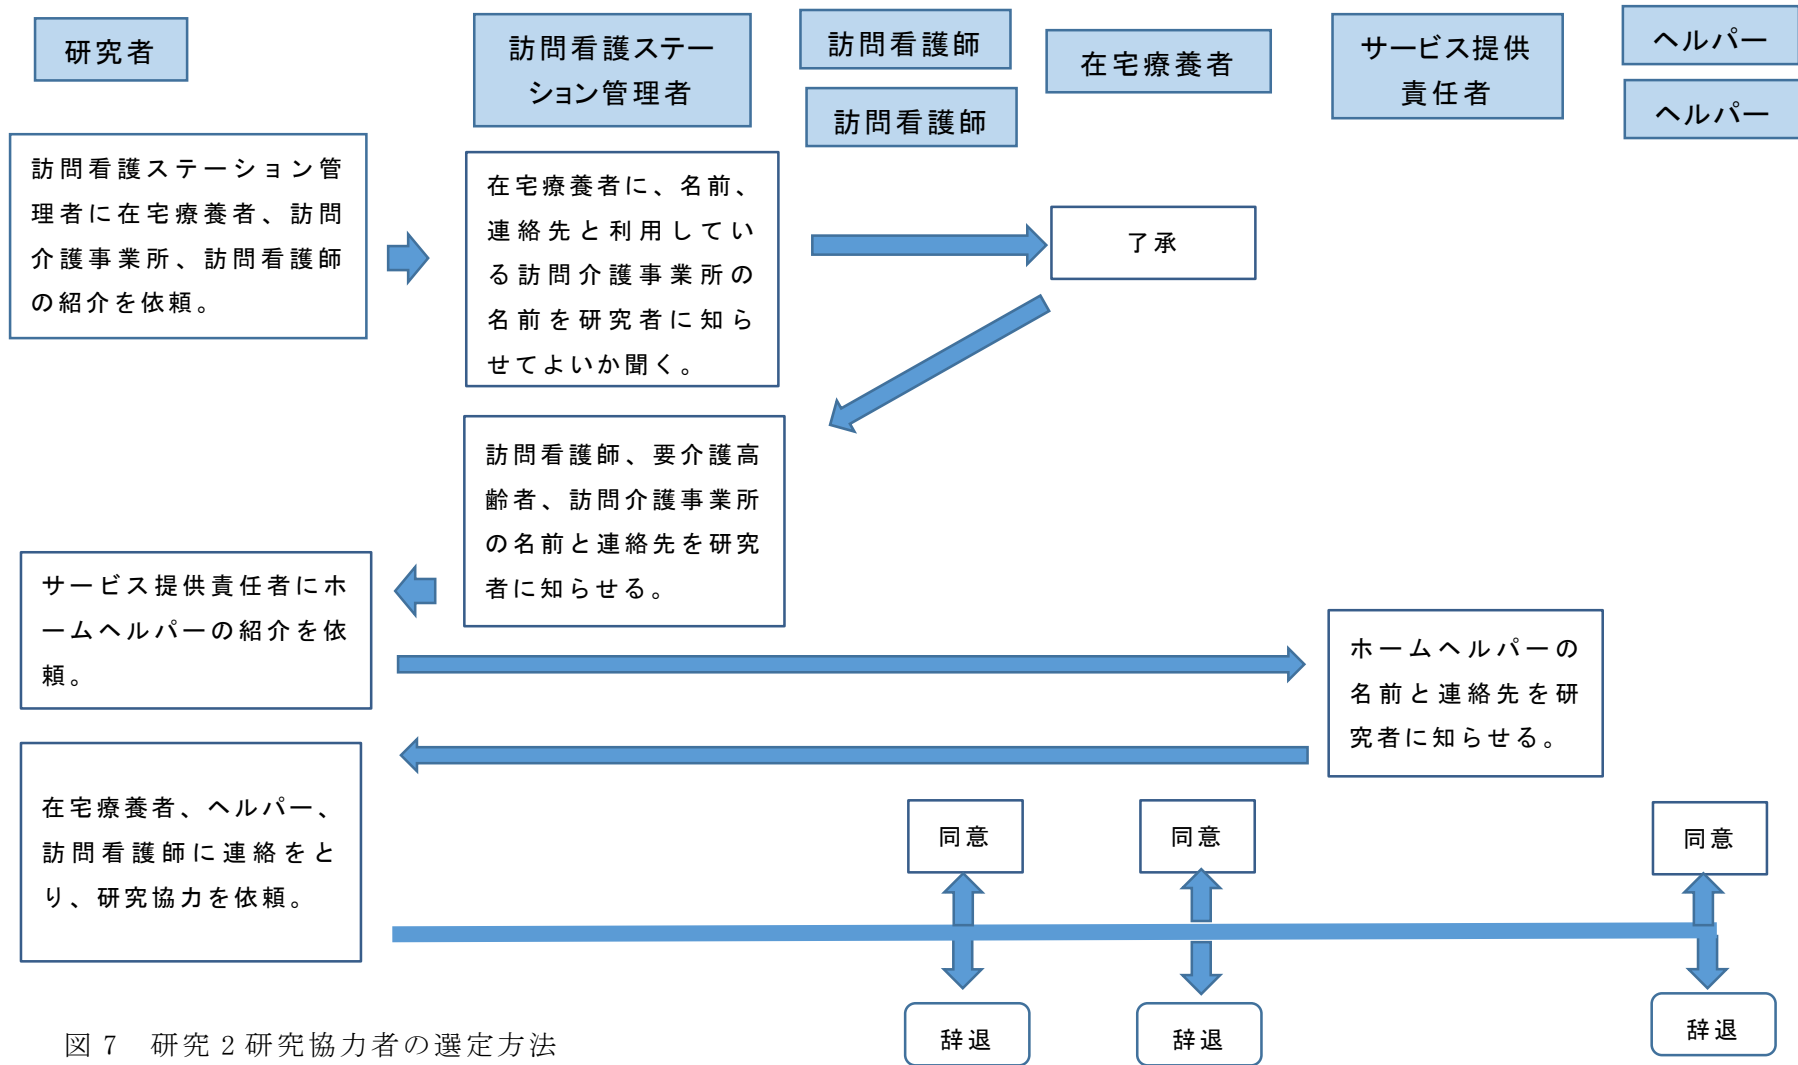 研究者
訪問看護ステー
ション管理者
訪問看護師
訪問看護師
在宅療養者
サービス提供
責任者
ヘルパー
ヘルパー
訪問看護ステーション管
理者に在宅療養者、訪問
介護事業所、訪問看護師
の紹介を依頼。
在宅療養者に、名前、
連絡先と利用してい
る訪問介護事業所の
名前を研究者に知ら
せてよいか聞く。
了承
訪問看護師、要介護高
齢者、訪問介護事業所
の名前と連絡先を研究
者に知らせる。
サービス提供責任者にホ
ームヘルパーの紹介を依
頼。
ホームヘルパーの
名前と連絡先を研
究者に知らせる。
在宅療養者、ヘルパー、
訪問看護師に連絡をと
り、研究協力を依頼。
同意
同意
同意
辞退
辞退
辞退
図 7　研究 2 研究協力者の選定方法